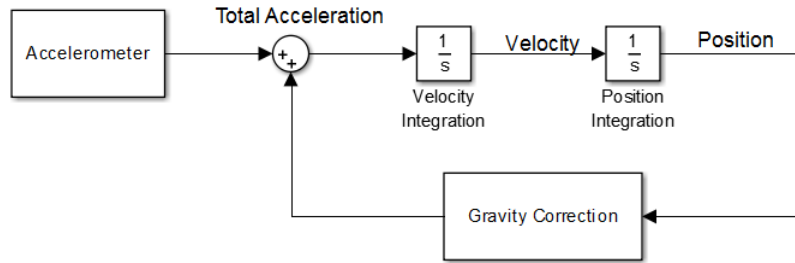 Total Acceleration
Accelerometer
+
+
1
s
Velocity
1
s
Position
Velocity
Integration
Position
Integration
Gravity Correction